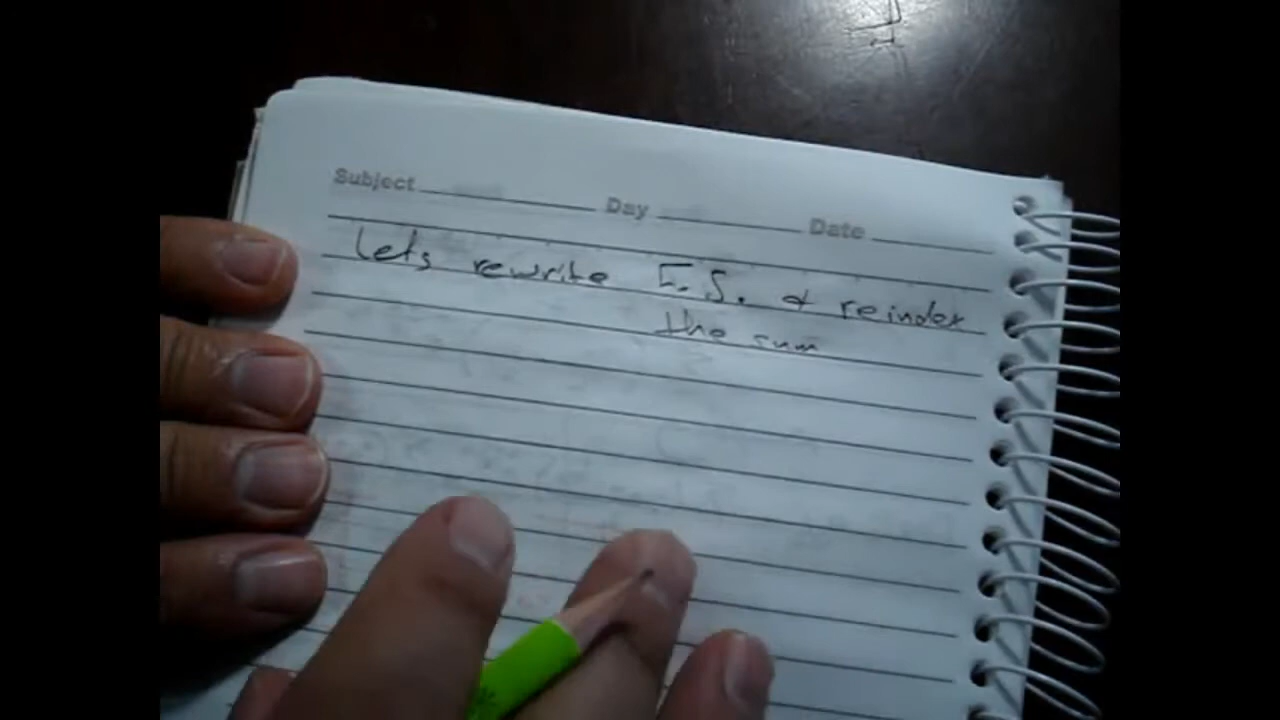 Subject Day Date
Lets rewrite F.S. & reindex
the sum